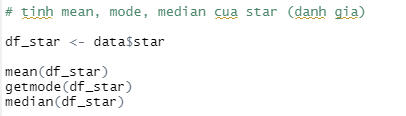 # tinh mean, mode, median cua star (danh gia)
df_star <- data$star
mean(df_star)
getmode(df_star)
median(df_star)